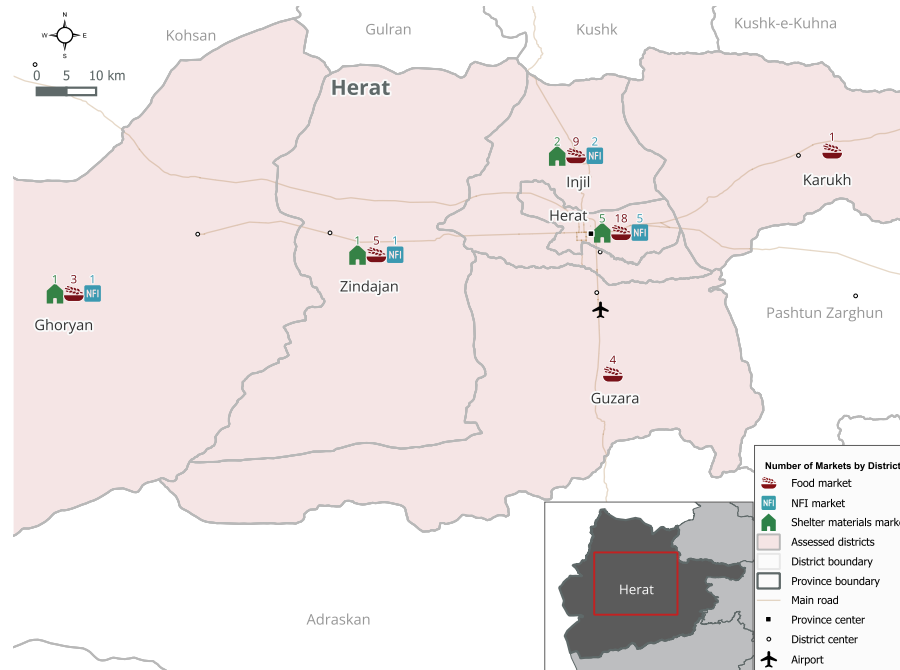 N
W E
S
0 5 10 km
Kohsan
Gulran
Kushk
Kushk-e-Kuhna
Herat
2 9 2
NFI
Injil
1
Karukh
Herat
5 18 5
NFI
1 5 1
NFI
Zindajan
1 3 1
NFI
Ghoryan
Pashtun Zarghun
4
Guzara
Adraskan
Herat
Number of Markets by District
Food market
NFI NFI market
Shelter materials marke
Assessed districts
District boundary
Province boundary
Main road
Province center
District center
Airport